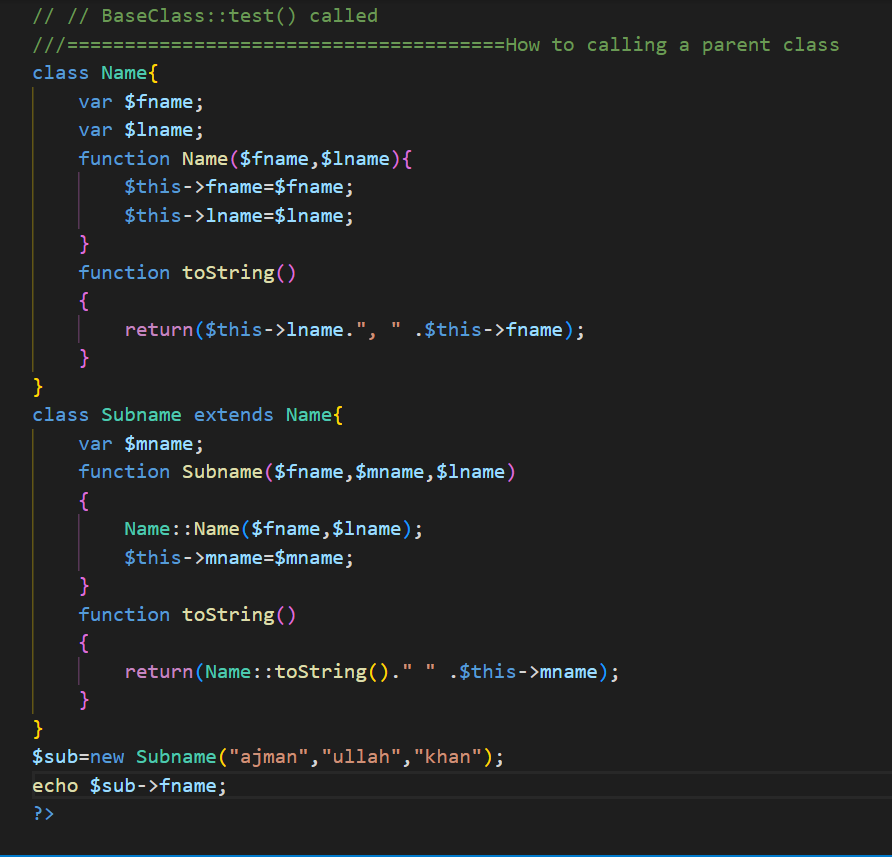 // // BaseClass::test() called
///======================================How to calling a parent class
class Name{
    var $fname;
    var $lname;
    function Name($fname,$lname){
        $this->fname=$fname;
        $this->lname=$lname;
    }
    function toString()
    {
        return($this->lname.", " .$this->fname);
    }
}
class Subname extends Name{
    var $mname;
    function Subname($fname,$mname,$lname)
    {
        Name::Name($fname,$lname);
        $this->mname=$mname;
    }
    function toString()
    {
        return(Name::toString()." " .$this->mname);
    }
}
$sub=new Subname("ajman","ullah","khan");
echo $sub->fname;
?>